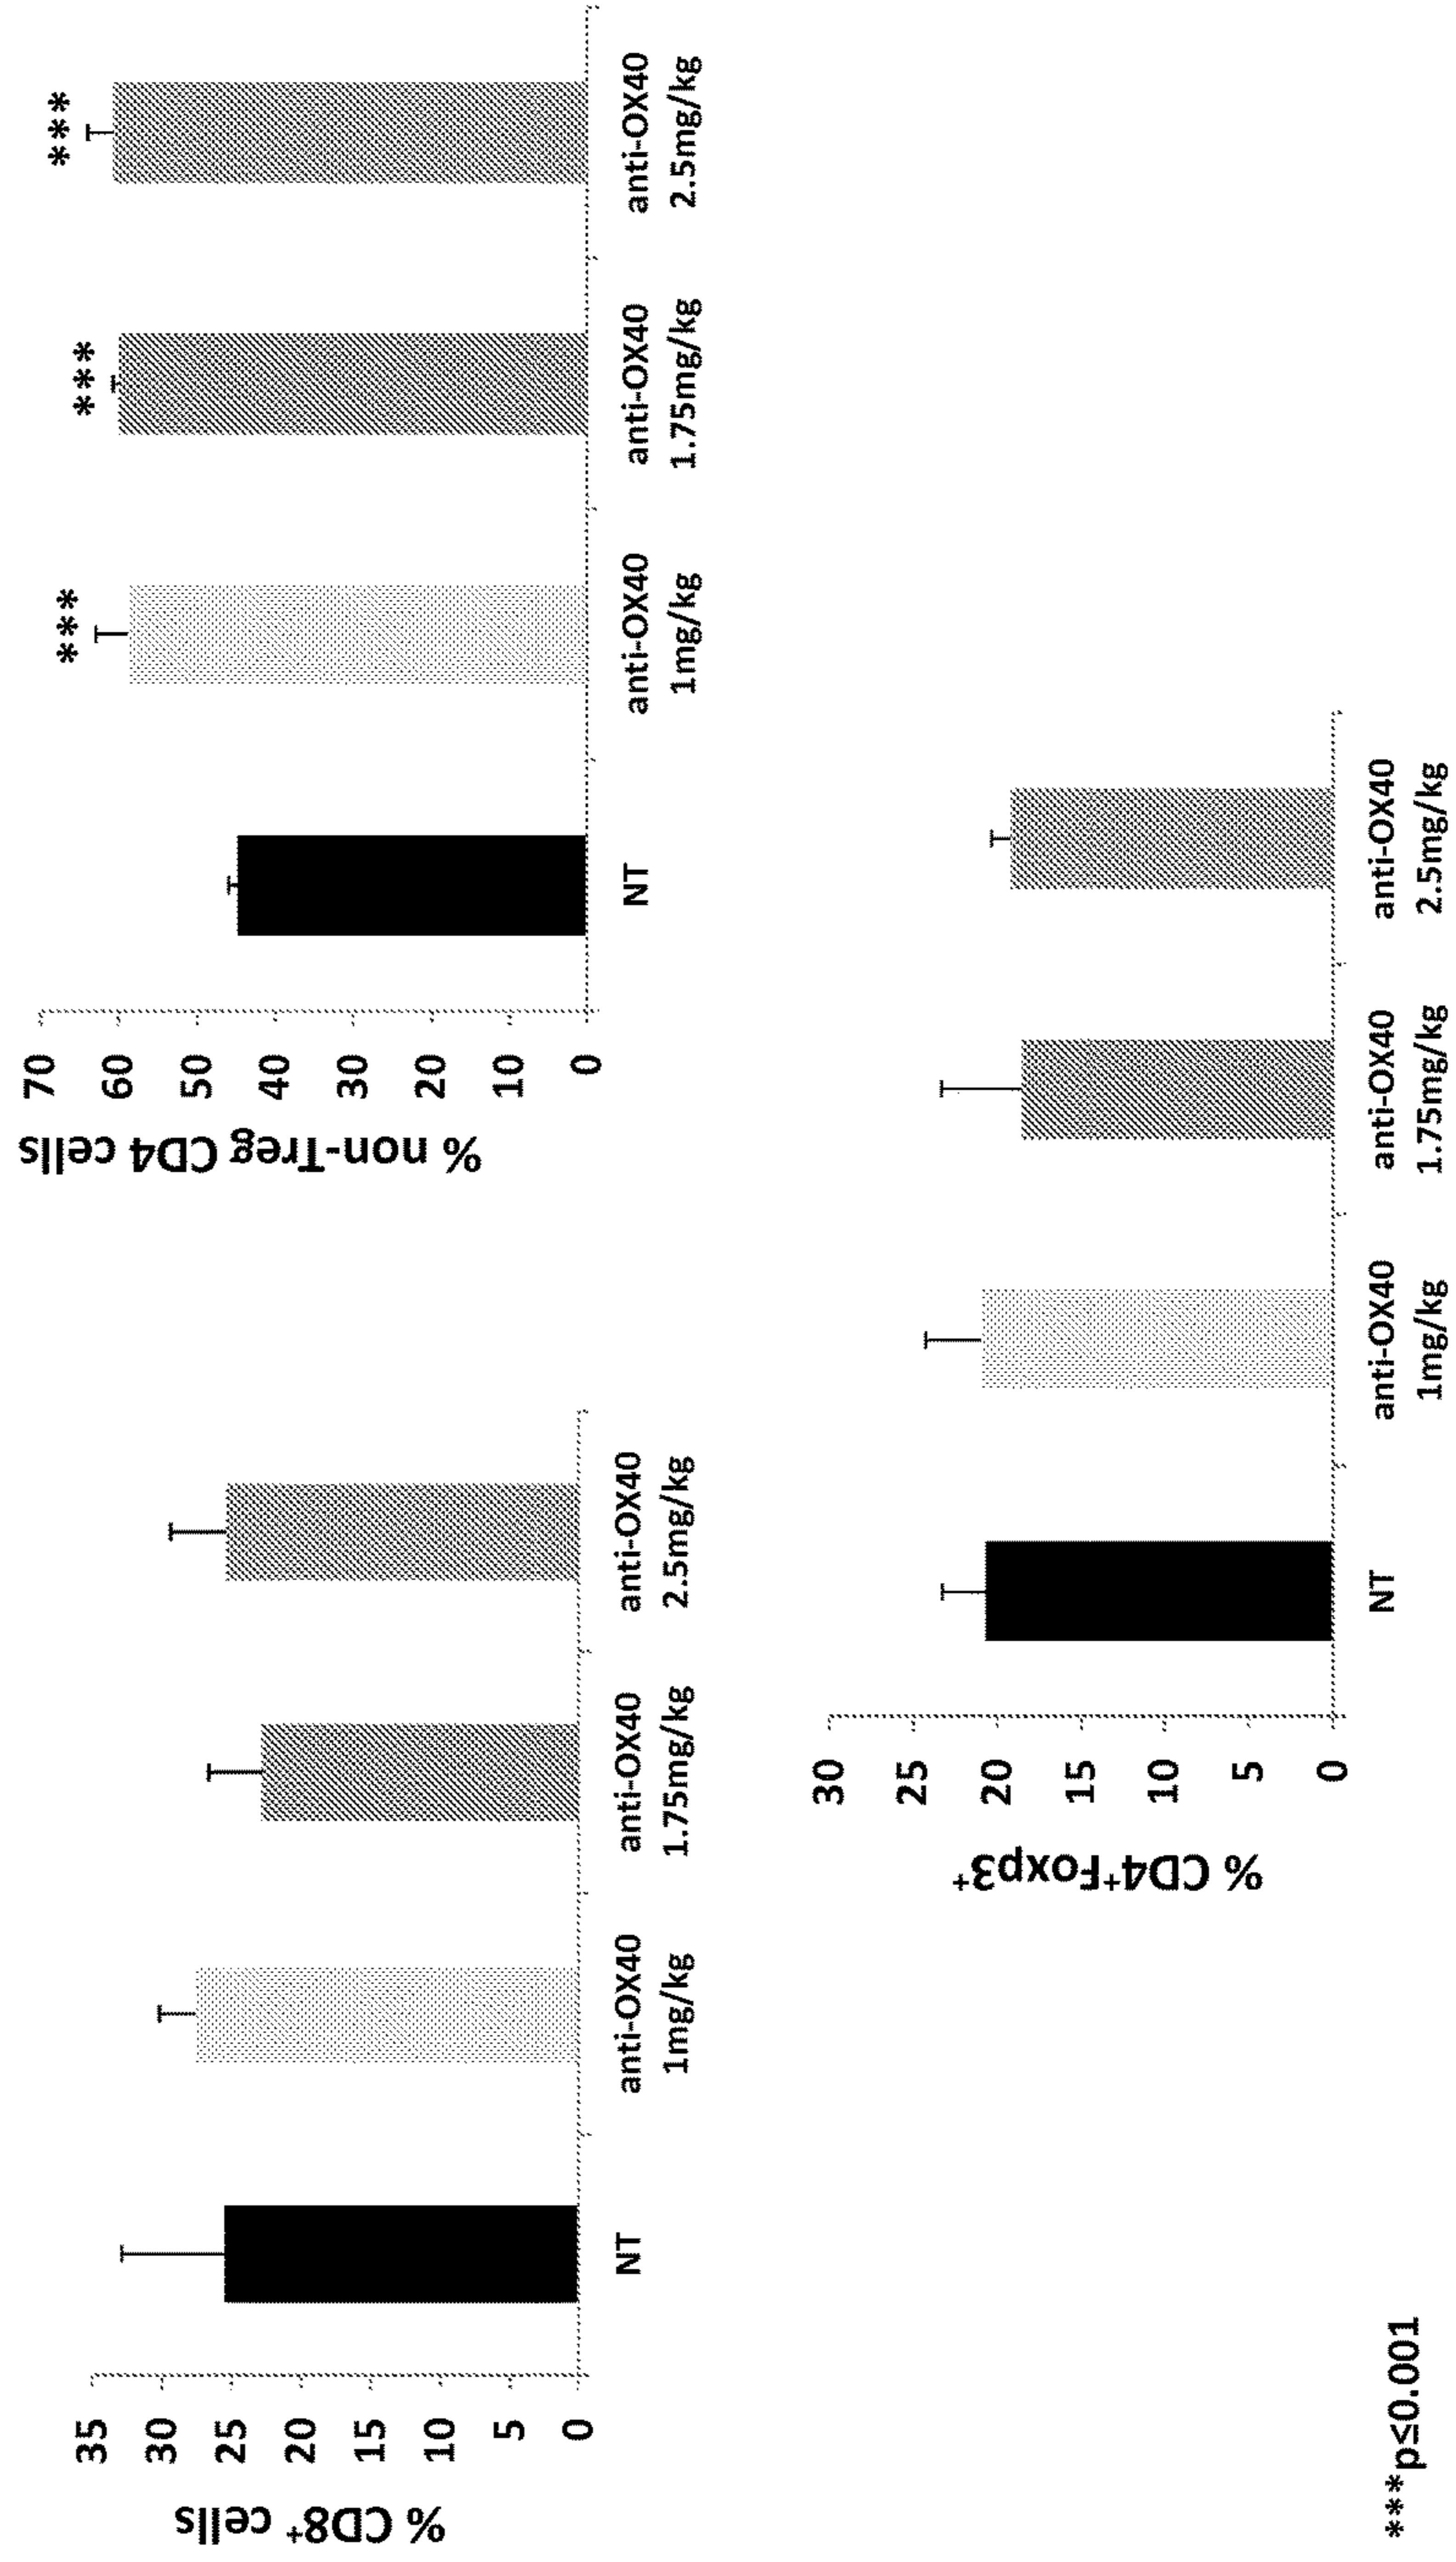 % CD8+ cells
35
30
25
20
15
10
5
0
NT
anti-OX40
1mg/kg
anti-OX40
1.75mg/kg
anti-OX40
2.5mg/kg
% non-Treg CD4 cells
70
60
50
40
30
20
10
0
***
***
***
NT
anti-OX40
1mg/kg
anti-OX40
1.75mg/kg
anti-OX40
2.5mg/kg
% CD4+Foxp3+
30
25
20
15
10
5
0
NT
anti-OX40
1mg/kg
anti-OX40
1.75mg/kg
anti-OX40
2.5mg/kg
***p≤0.001